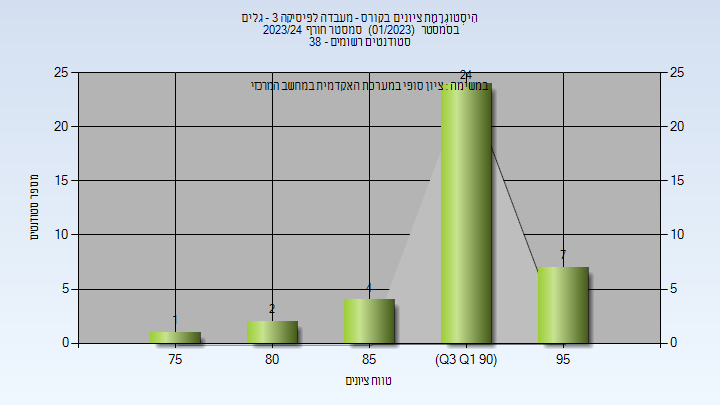 היסטוגרמת ציונים בקורס - מעבדה לפיסיקה 3 - גלים
בסמסטר (01/2023) סמסטר חורף 2023/24
סטודנטים רשומים - 38
במשימה : ציון סופי במערכת האקדמית במחשב המרכזי
מספר סטודנטים
25 25
20 20
15 15
10 10
5 5
0 0
1 2 4 24 7
75 80 85 (Q3 Q1 90) 95
טווח ציונים